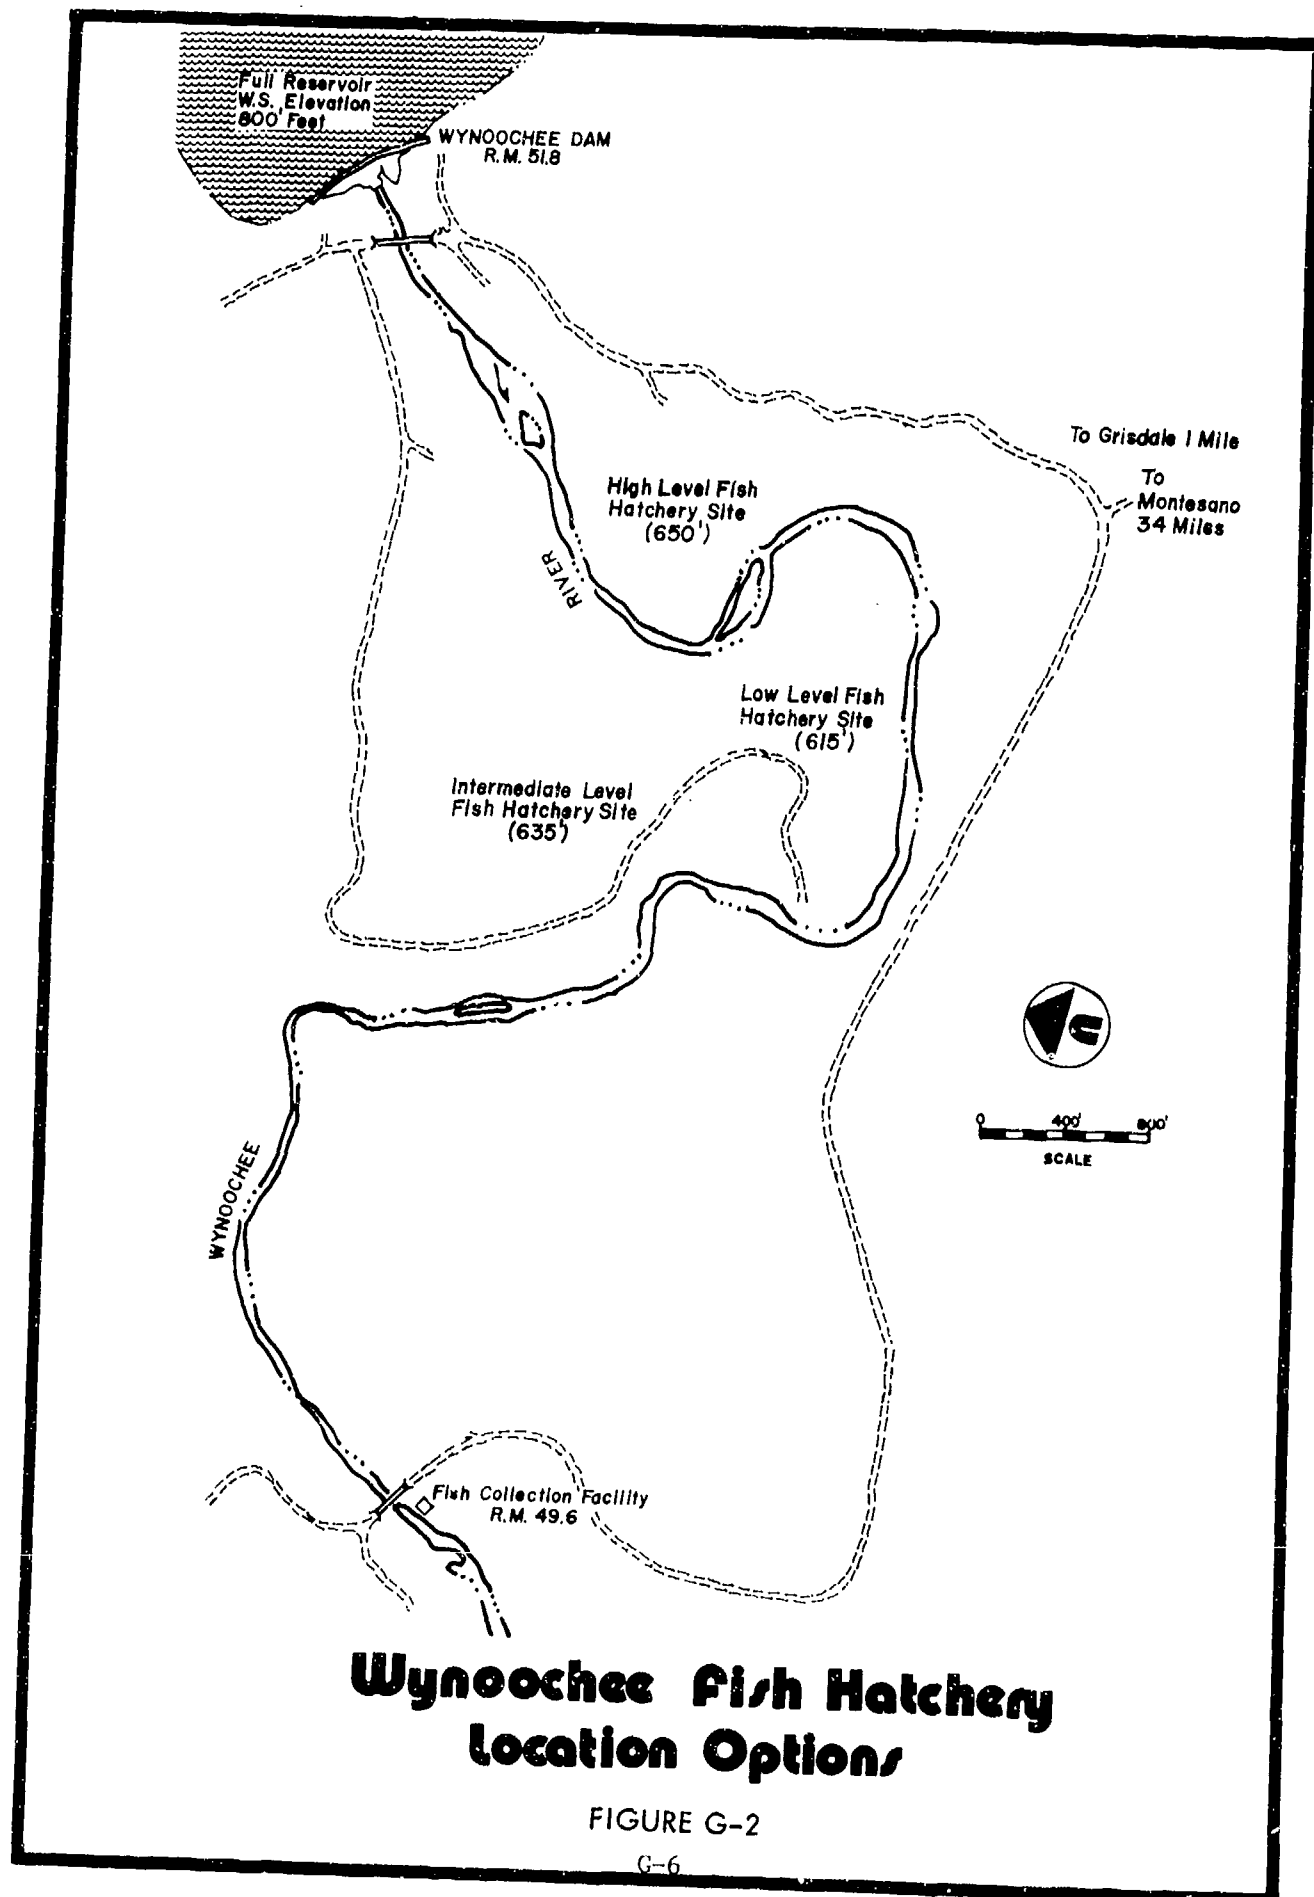 Full Reservoir
W.S. Elevation
800' Feet
WYNOOCHEE DAM
R.M. 51.8
To Grisdale 1 Mile
To
Montesano
34 Miles
High Level Fish
Hatchery Site
(650')
RIVER
Low Level Fish
Hatchery Site
(615')
Intermediate Level
Fish Hatchery Site
(635')
0 400' 800'
SCALE
WYNOOCHEE
Fish Collection Facility
R.M. 49.6
Wynoochee Fish Hatchery
Location Options
FIGURE G-2
G-6